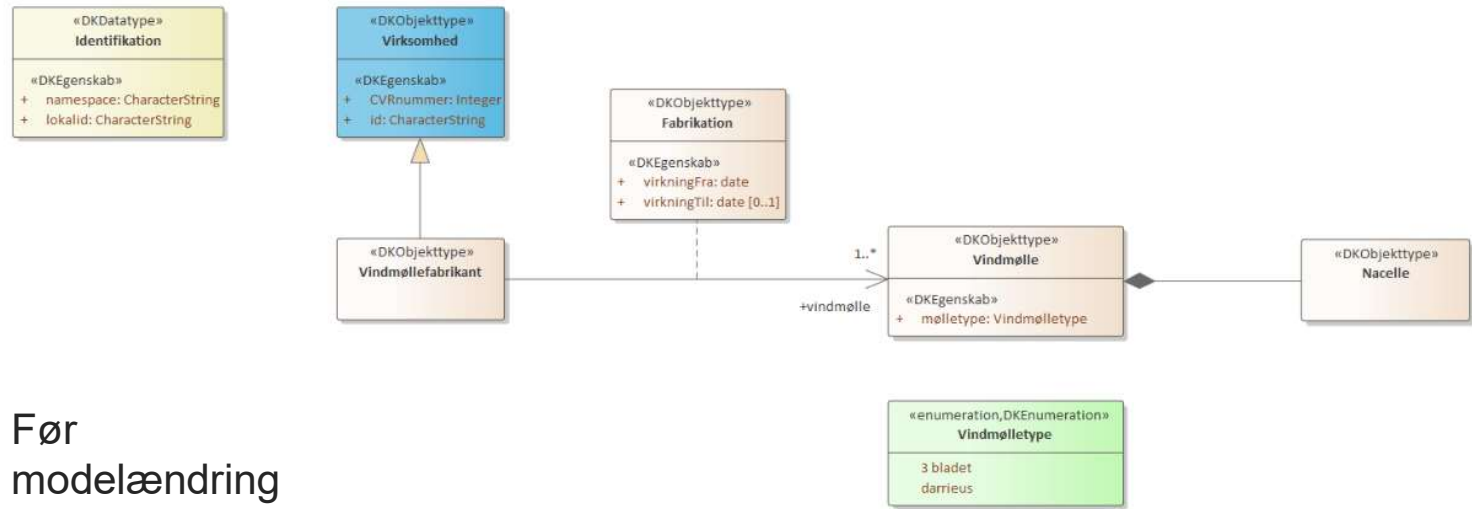 «DKDatatype»
Identifikation
«DKEgenskab»
+ namespace: CharacterString
+ lokalid: CharacterString
«DKObjekttype»
Virksomhed
«DKEgenskab»
+ CVRnummer: Integer
+ id: CharacterString
«DKObjekttype»
Fabrikation
«DKEgenskab»
+ virkningFra: date
+ virkningTil: date [0..1]
«DKObjekttype»
Vindmøllefabrikant
1..*
+vindmølle
«DKObjekttype»
Vindmølle
«DKEgenskab»
+ mølletype: Vindmølletype
«DKObjekttype»
Nacelle
«enumeration,DKEnumeration»
Vindmølletype
3 bladet
darrieus
Før
modelændring